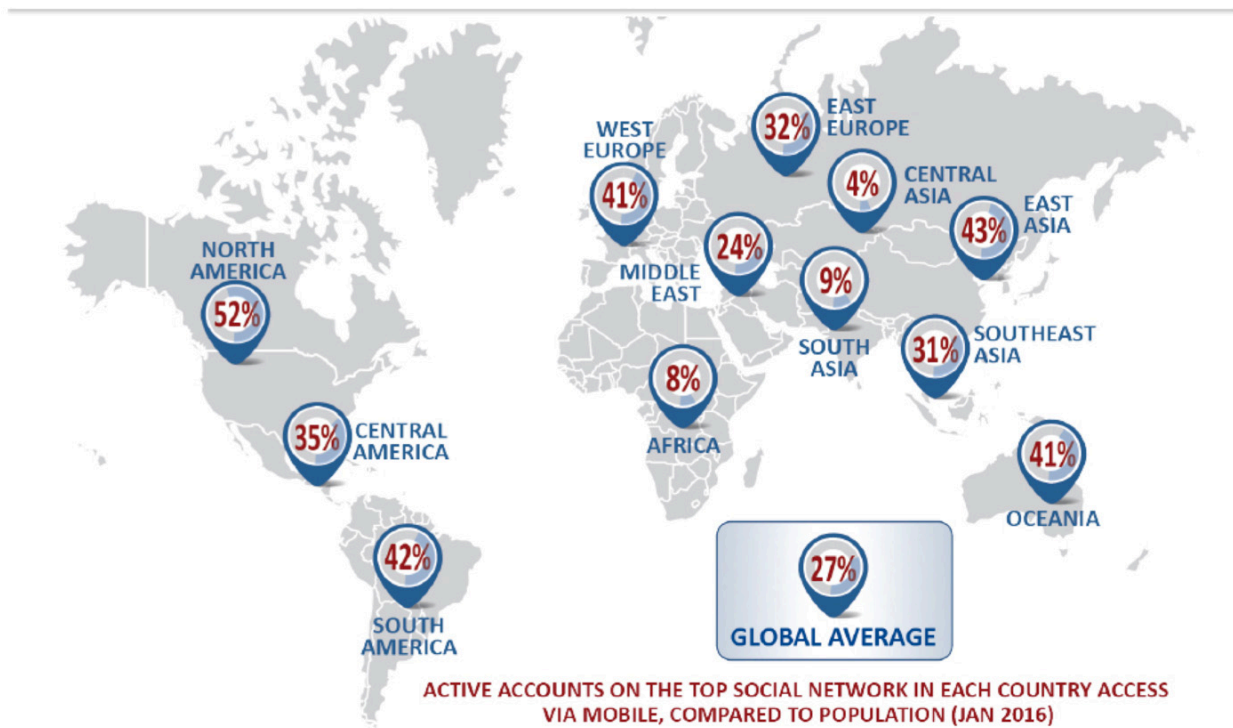 32%
EAST
EUROPE
WEST
EUROPE
41%
4%
CENTRAL
ASIA
EAST
ASIA
43%
24%
MIDDLE
EAST
NORTH
AMERICA
52%
9%
SOUTH
ASIA
31%
SOUTHEAST
ASIA
8%
AFRICA
35%
CENTRAL
AMERICA
41%
OCEANIA
42%
SOUTH
AMERICA
27%
GLOBAL AVERAGE
ACTIVE ACCOUNTS ON THE TOP SOCIAL NETWORK IN EACH COUNTRY ACCESS
VIA MOBILE, COMPARED TO POPULATION (JAN 2016)